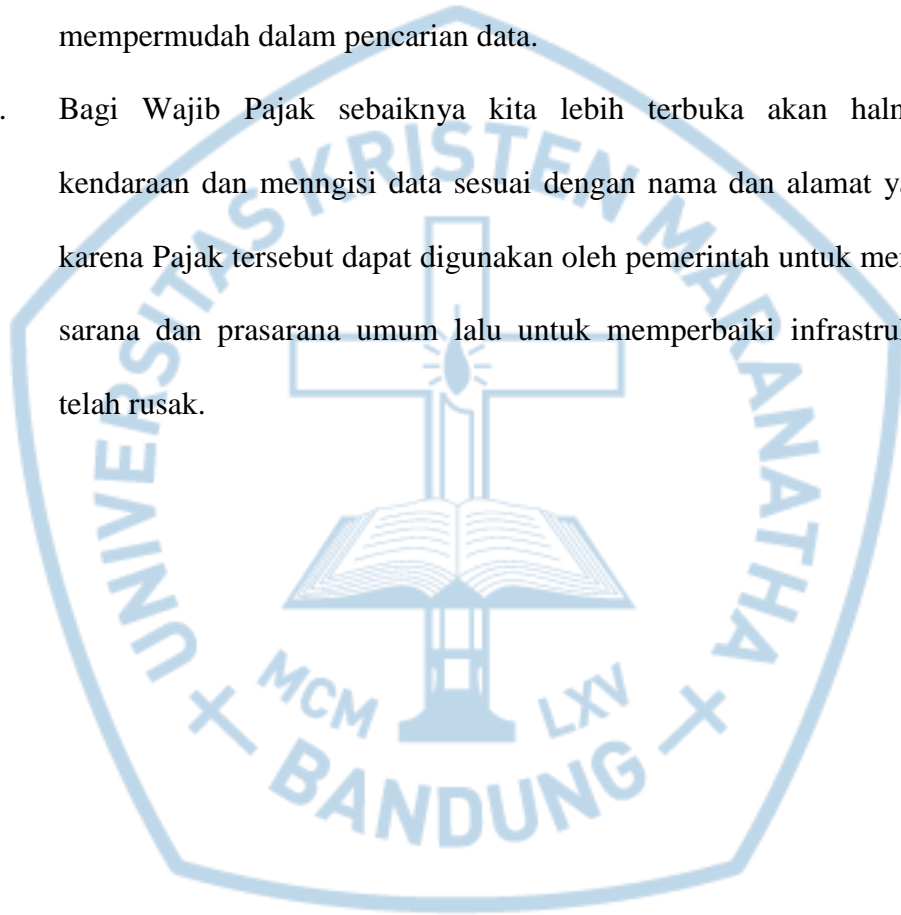 mempermudah dalam pencarian data.
. Bagi Wajib Pajak sebaiknya kita lebih terbuka akan
kendaraan dan menngisi data sesuai dengan nama dan alamat
karena Pajak tersebut dapat digunakan oleh pemerintah untuk
sarana dan prasarana umum lalu untuk memperbaiki
telah rusak.
UNIVERSITAS KRISTEN MARANATHA
MCM LXV
BANDUNG